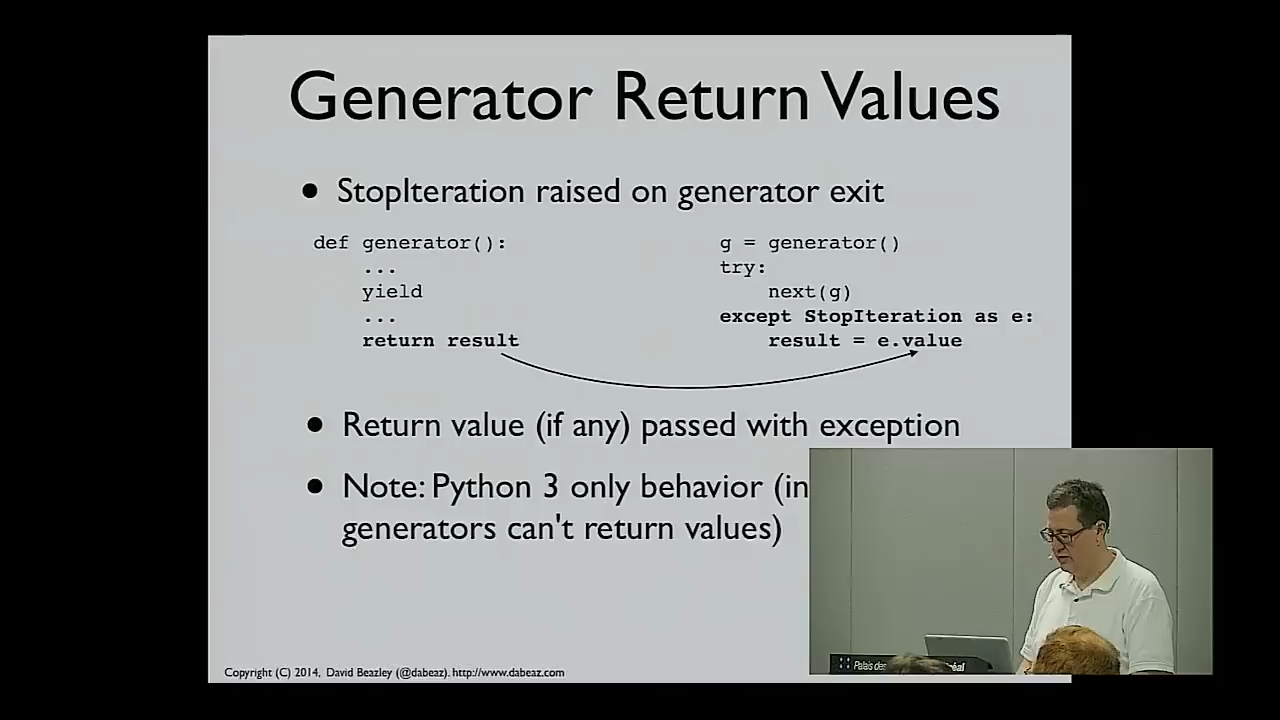 Generator Return Values
• StopIteration raised on generator exit
def generator():
    ...
    yield
    ...
    return result
g = generator()
try:
    next(g)
except StopIteration as e:
    result = e.value
• Return value (if any) passed with exception
• Note: Python 3 only behavior (in
generators can't return values)
Palais des
Copyright (C) 2014, David Beazley (@dabeaz). http://www.dabeaz.com